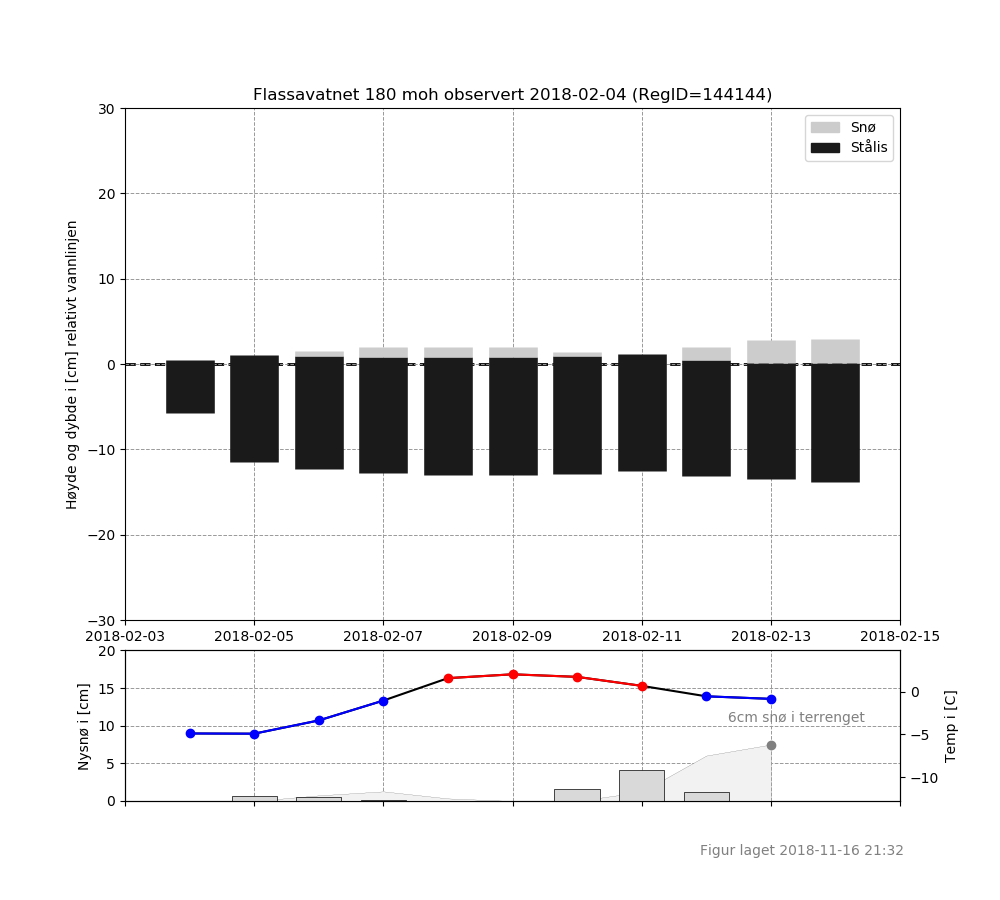 Flassavatnet 180 moh observert 2018-02-04 (RegID=144144)
Snø
Stålis
Høyde og dybde i [cm] relativt vannlinjen
30
20
10
0
−10
−20
−30
2018-02-03 2018-02-05 2018-02-07 2018-02-09 2018-02-11 2018-02-13 2018-02-15
Nysnø i [cm]
20
15
10
5
0
6cm snø i terrenget
0
−5
−10
Temp i [C]
Figur laget 2018-11-16 21:32